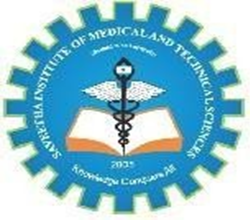 SAVEETHA INSTITUTE OF MEDICAL AND TECHNICAL SCIENCES
2005
Knowledge Conquers All